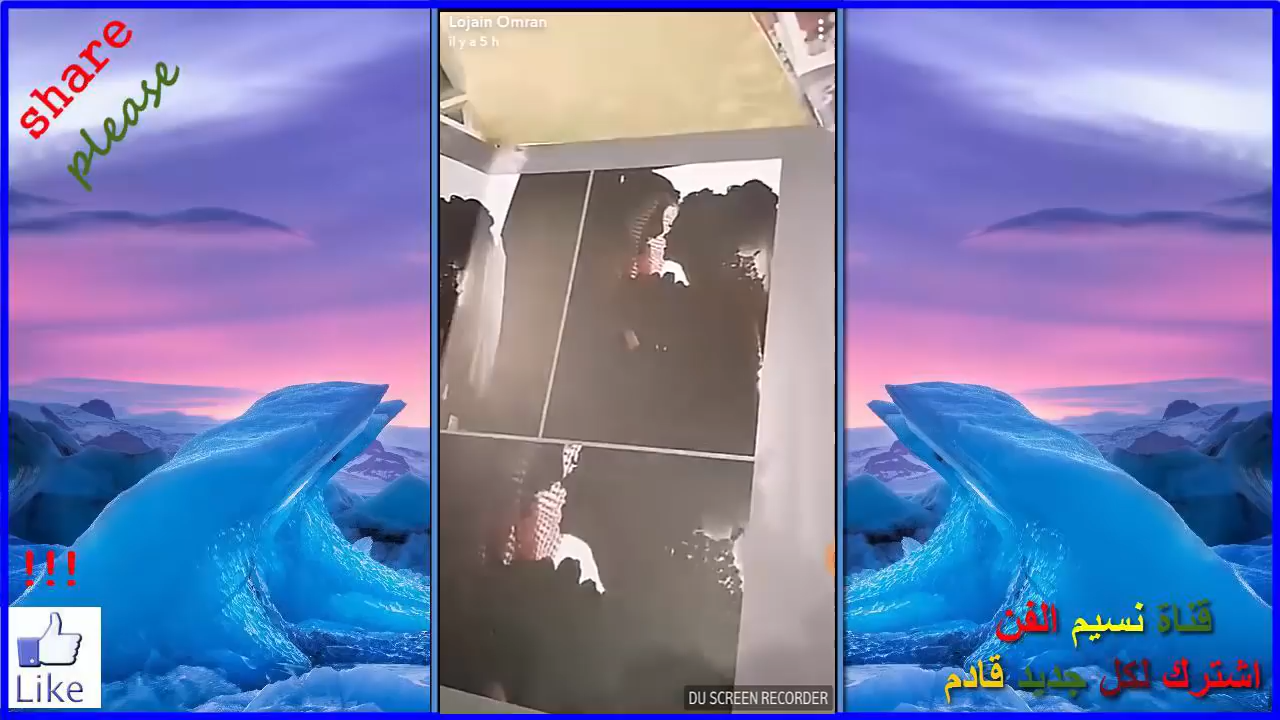 share
please
Lojain Omran
il y a 5 h
!!!
Like
قناة نسيم الفن
اشترك لكل جديد قادم
DU SCREEN RECORDER